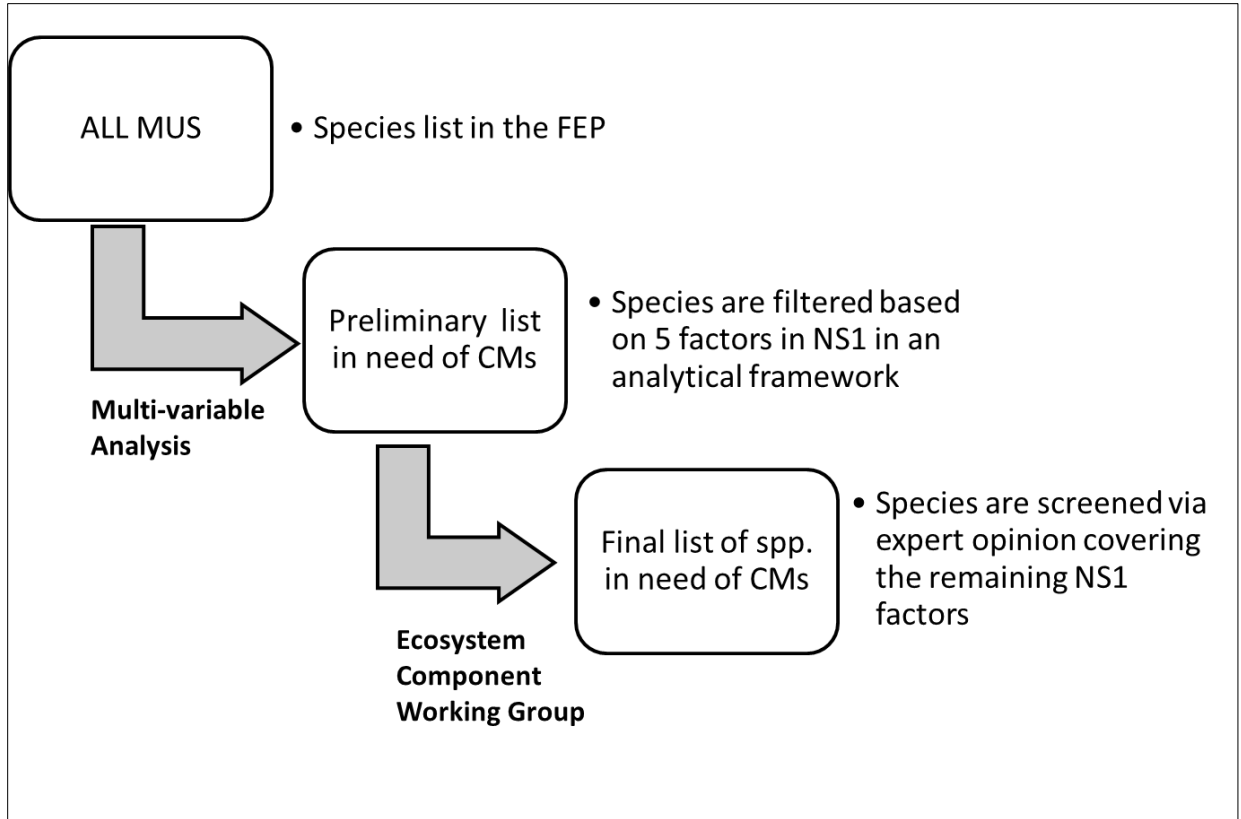 ALL MUS
• Species list in the FEP
Multi-variable
Analysis
Preliminary list
in need of CMs
• Species are filtered based
on 5 factors in NS1 in an
analytical framework
Ecosystem
Component
Working Group
Final list of spp.
in need of CMs
• Species are screened via
expert opinion covering
the remaining NS1
factors